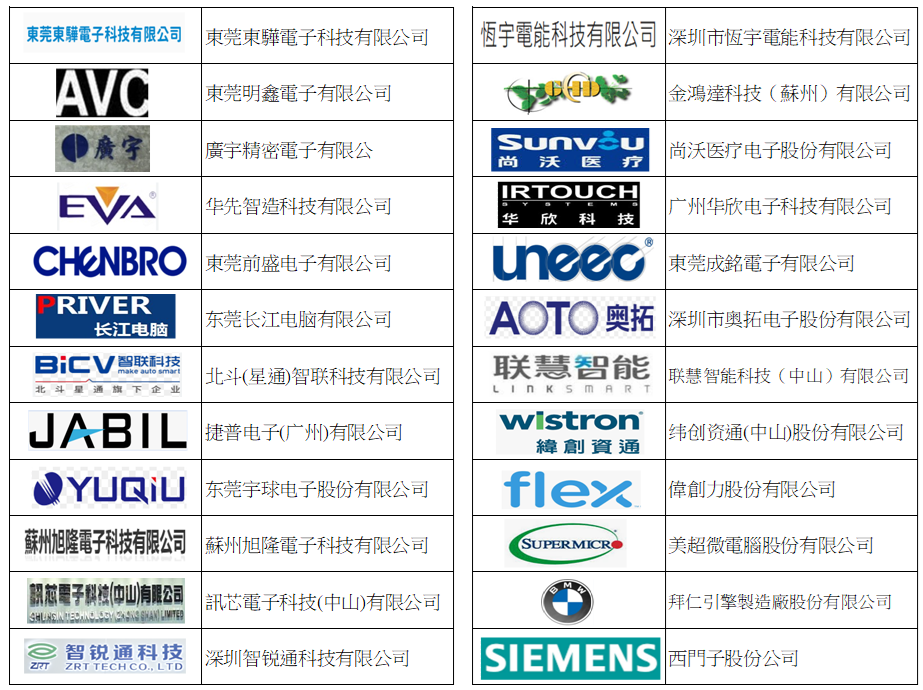 東莞東驊電子科技有限公司
東莞東驊電子科技有限公司
AVC
東莞明鑫電子有限公司
廣宇
廣宇精密電子有限公
EVA®
华先智造科技有限公司
CHENBRO
東莞前盛电子有限公司
PRIVER
长江电脑
东莞长江电脑有限公司
BICV智联科技
make auto smart
北斗星通旗下企业
北斗(星通)智联科技有限公司
JABIL
捷普电子(广州)有限公司
YUQIU
东莞宇球电子股份有限公司
蘇州旭隆電子科技有限公司
蘇州旭隆電子科技有限公司
訊芯電子科技(中山)有限公司
SHUNSIN TECHNOLOGY (ZHONG SHAN) LIMITED
訊芯電子科技(中山)有限公司
智锐通科技
ZRT
ZRT TECH CO., LTD
深圳智锐通科技有限公司
恆宇電能科技有限公司
深圳市恆宇電能科技有限公司
GHD
金鴻達科技（蘇州）有限公司
Sunvou
尚沃医疗
尚沃医疗电子股份有限公司
IRTOUCH
SYSTEMS
华欣科技
广州华欣电子科技有限公司
uneec®
東莞成銘電子有限公司
AOTO 奥拓
深圳市奥拓电子股份有限公司
联慧智能
LINKSMART
联慧智能科技（中山）有限公司
wistron
緯創資通
纬创资通(中山)股份有限公司
flex
偉創力股份有限公司
SUPERMICRO
美超微電腦股份有限公司
BMW
拜仁引擎製造廠股份有限公司
SIEMENS
西門子股份公司